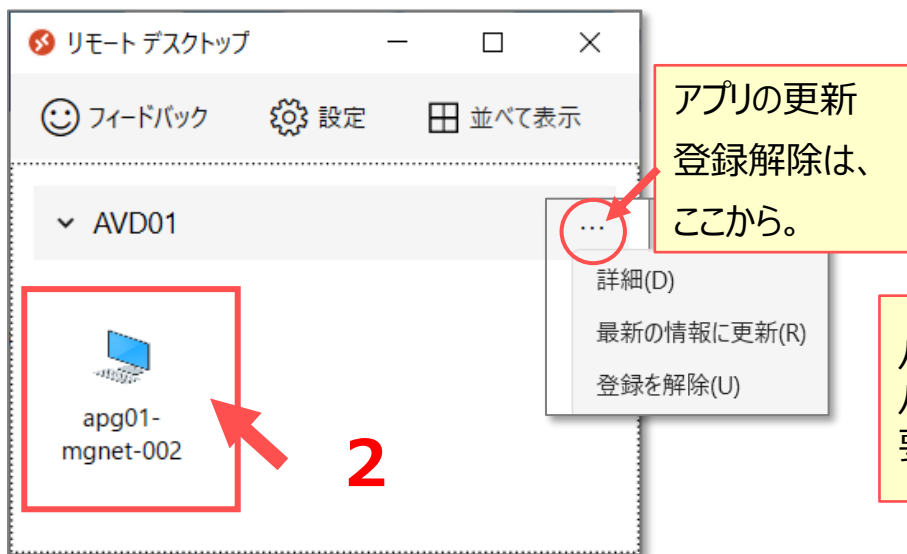 リモート デスクトップ
フィードバック
設定
並べて表示
アプリの更新
登録解除は、
ここから。
AVD01
…
詳細(D)
最新の情報に更新(R)
登録を解除(U)
apg01-
mgnet-002
2